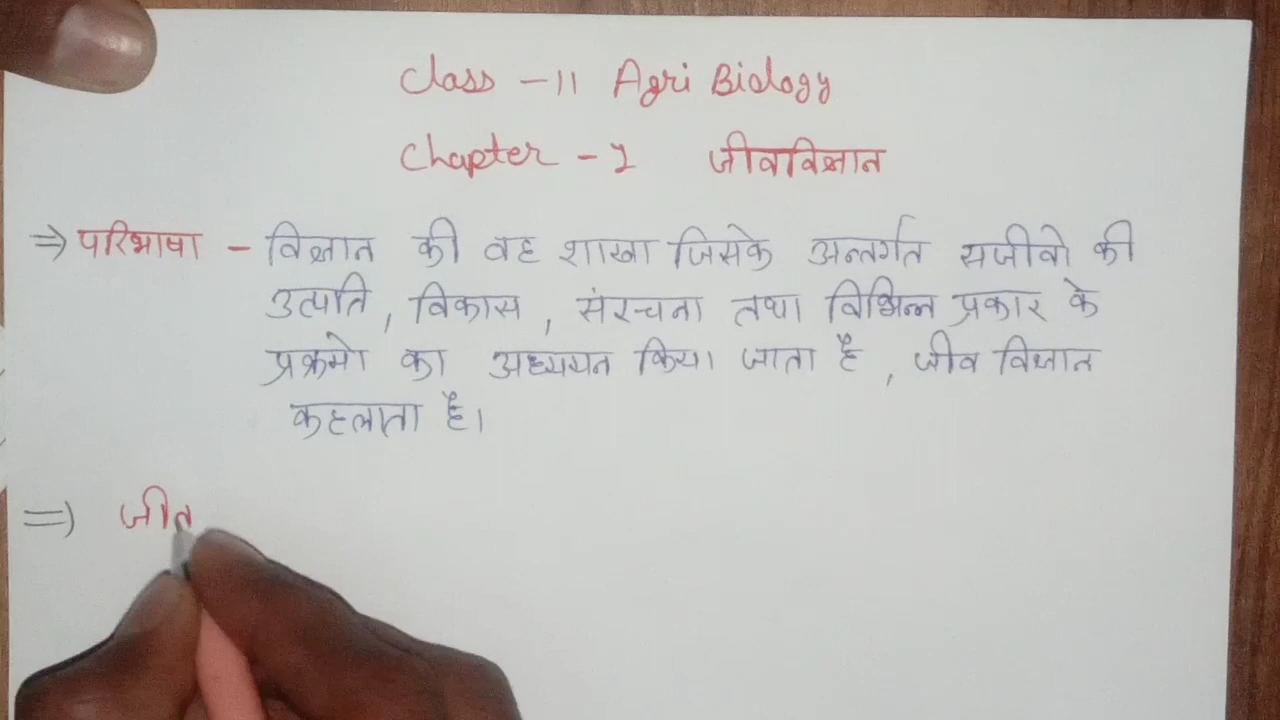 Class - 11 Agri Biology
Chapter - 1 जीवविज्ञान
⇒ परिभाषा - विज्ञान की वह शाखा जिसके अन्तर्गत सजीवो की
उत्पति, विकास, संरचना तथा विभिन्न प्रकार के
प्रक्रमो का अध्ययन किया जाता है, जीव विज्ञान
कहलाता है।
⇒ जीव